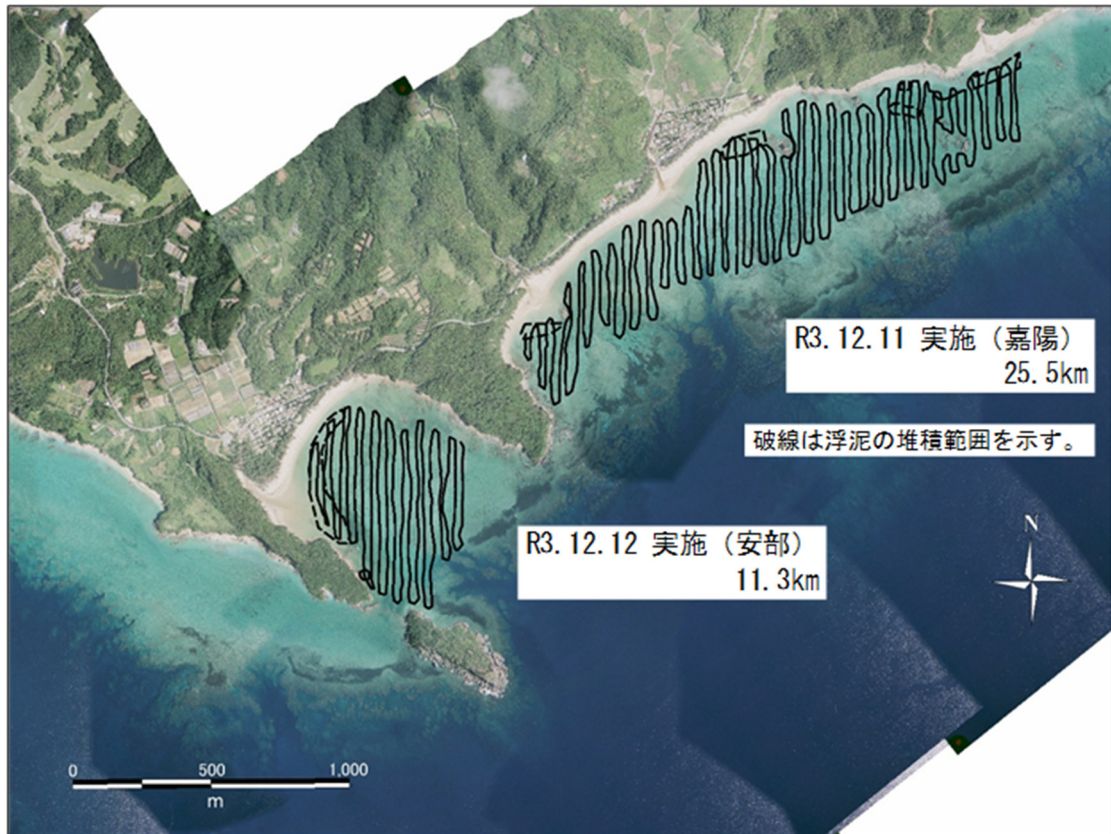 R3.12.11 実施（嘉陽）
25.5km
破線は浮泥の堆積範囲を示す。
R3.12.12 実施（安部）
11.3km
N
0 500 1,000
m